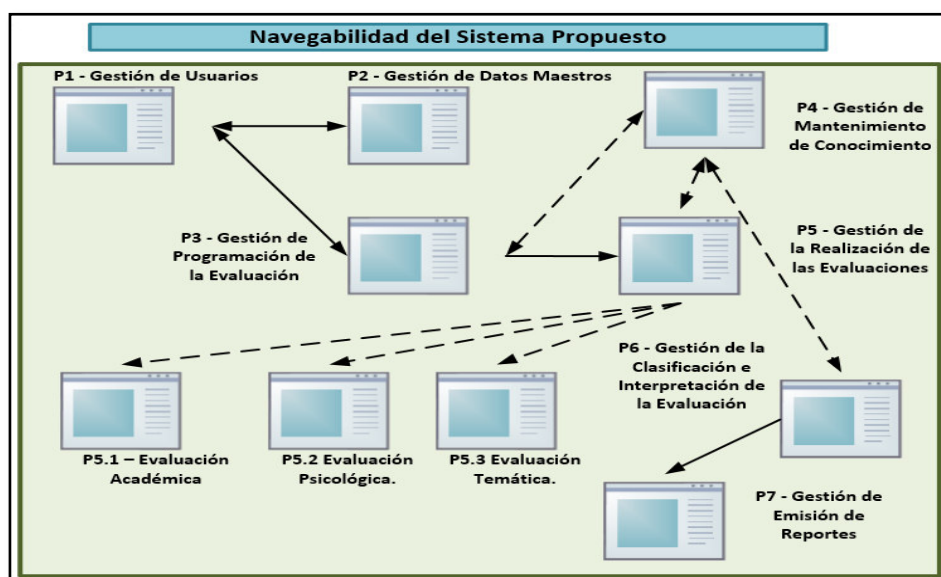 Navegabilidad del Sistema Propuesto
P1 - Gestión de Usuarios
P2 - Gestión de Datos Maestros
P4 - Gestión de
Mantenimiento
de Conocimiento
P3 - Gestión de
Programación de
la Evaluación
P5 - Gestión de
la Realización de
las Evaluaciones
P6 - Gestión de la
Clasificación e
Interpretación de
la Evaluación
P5.1 – Evaluación
Académica
P5.2 Evaluación
Psicológica.
P5.3 Evaluación
Temática.
P7 - Gestión de
Emisión de
Reportes